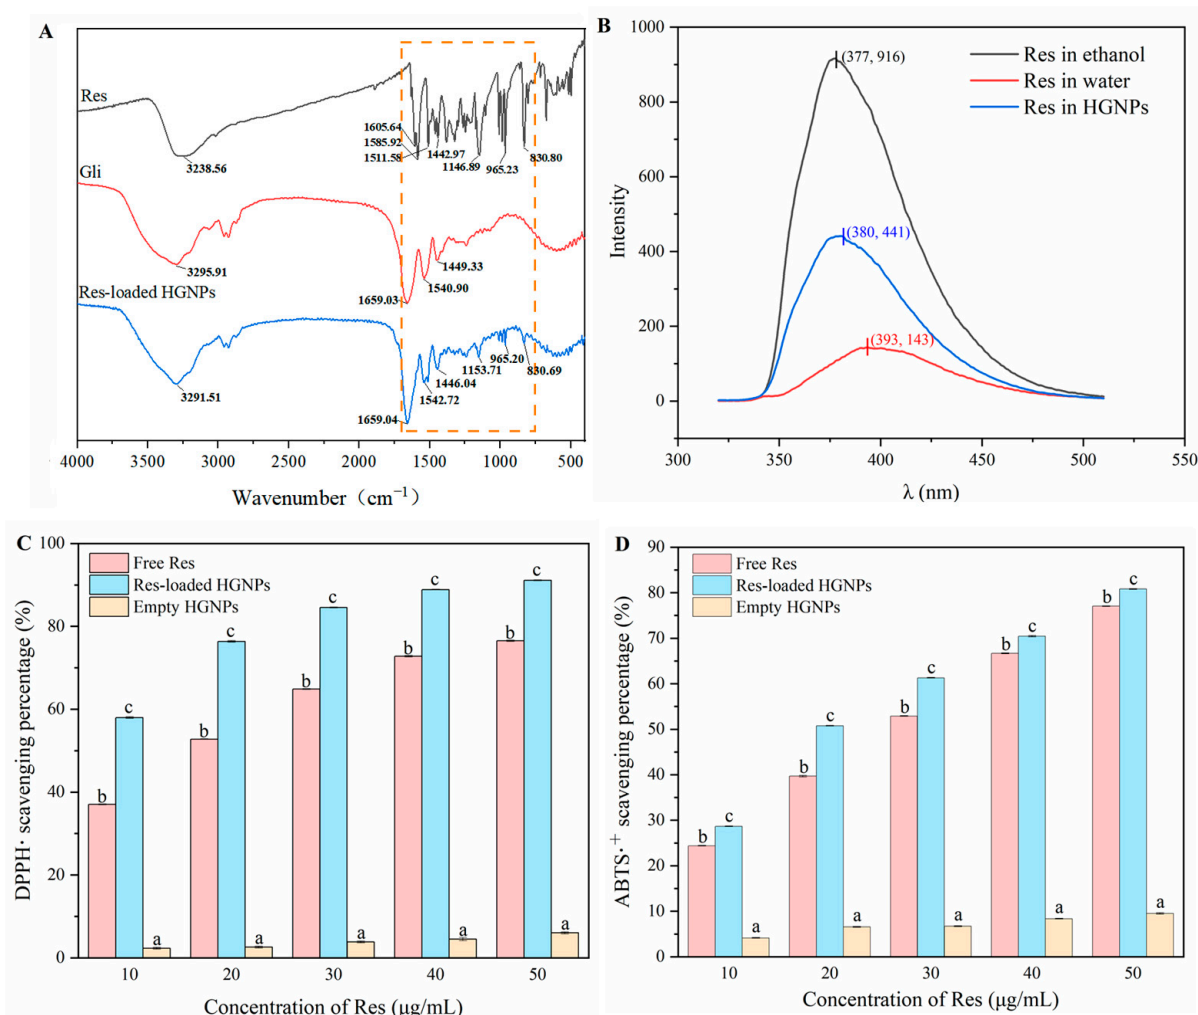 A
Res
1605.64
1585.92
1511.58
1442.97
1146.89
965.23
830.80
3238.56
Gli
3295.91
1659.03
1540.90
1449.33
Res-loaded HGNPs
3291.51
1659.04
1542.72
1446.04
1153.71
965.20
830.69
4000 3500 3000 2500 2000 1500 1000 500
Wavenumber（cm⁻¹）
B
1000
800
600
400
200
0
Intensity
(377, 916)
(380, 441)
(393, 143)
Res in ethanol
Res in water
Res in HGNPs
300 350 400 450 500 550
λ (nm)
C
100
80
60
40
20
0
DPPH· scavenging percentage (%)
Free Res
Res-loaded HGNPs
Empty HGNPs
b c a
b c a
b c a
b c a
b c a
10 20 30 40 50
Concentration of Res (μg/mL)
D
90
80
70
60
50
40
30
20
10
0
ABTS·⁺ scavenging percentage (%)
Free Res
Res-loaded HGNPs
Empty HGNPs
b c a
b c a
b c a
b c a
b c a
10 20 30 40 50
Concentration of Res (μg/mL)